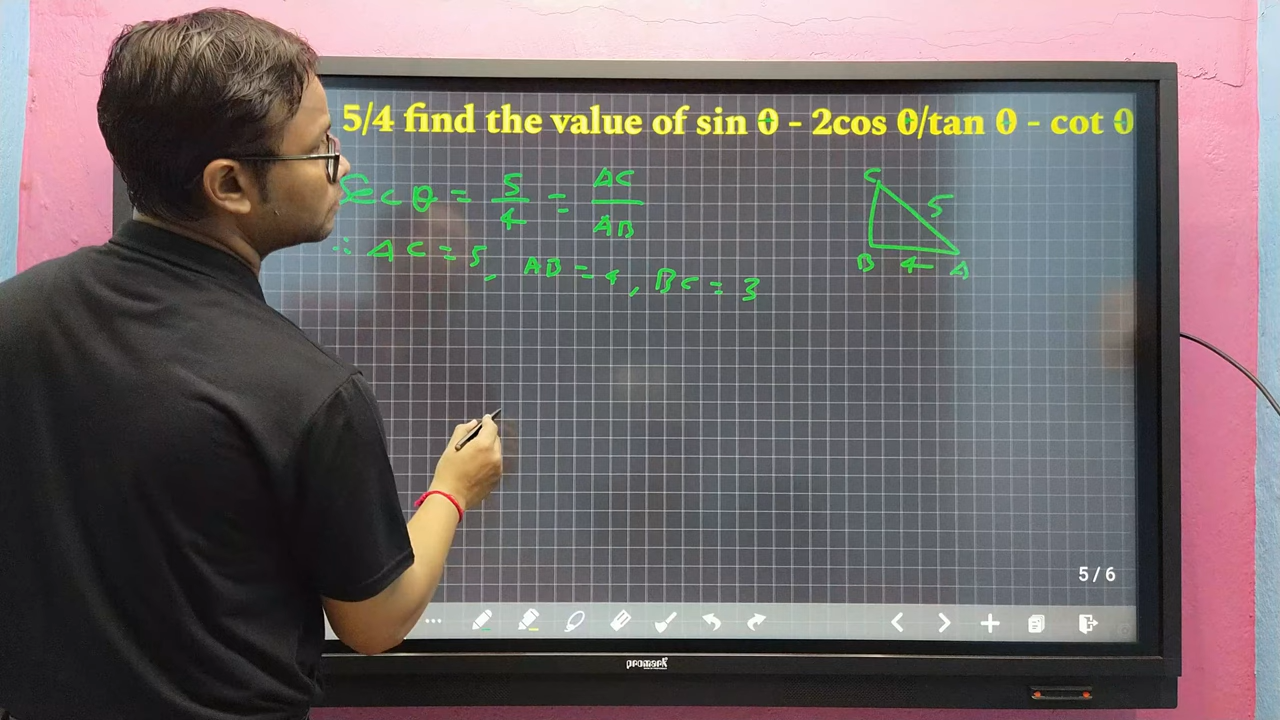 5/4 find the value of sin θ - 2cos θ/tan θ - cot θ
Sec θ = 5/4 = AC/AB
∴ AC = 5, AB = 4, BC = 3
C
5
B 4 A
5 / 6
promark